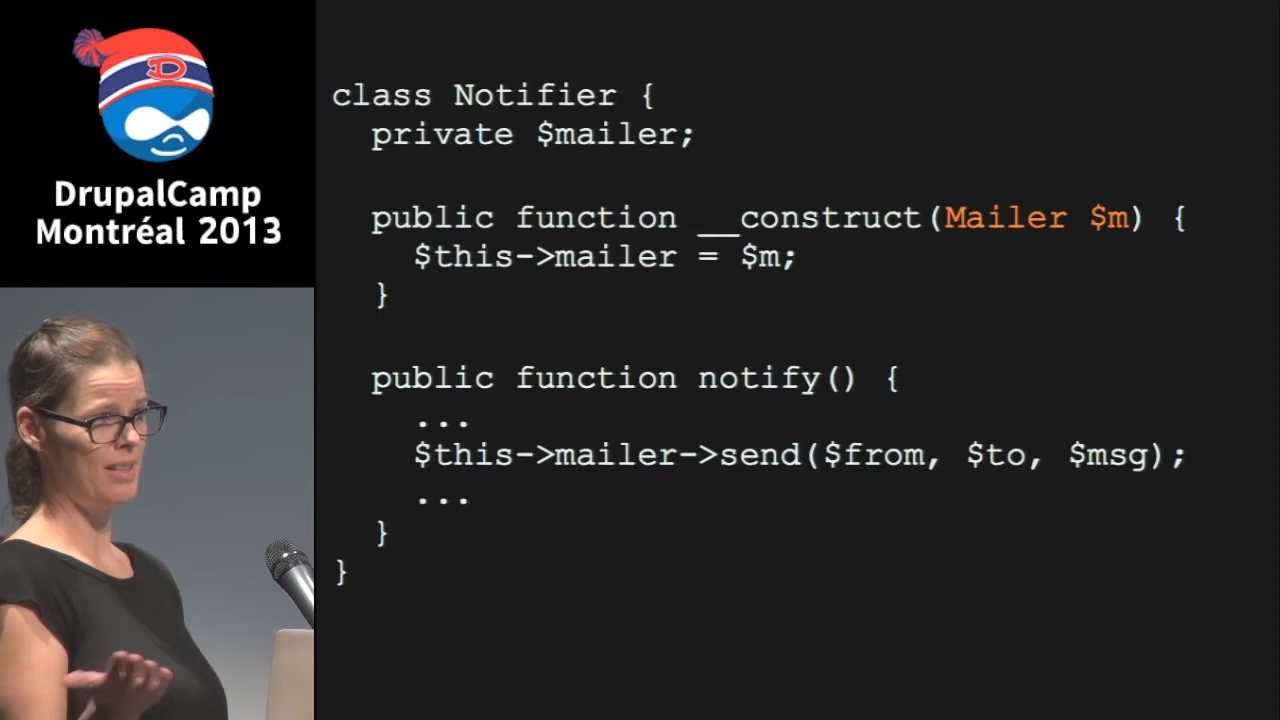 D
DrupalCamp
Montréal 2013
class Notifier {
  private $mailer;

  public function __construct(Mailer $m) {
    $this->mailer = $m;
  }

  public function notify() {
    ...
    $this->mailer->send($from, $to, $msg);
    ...
  }
}